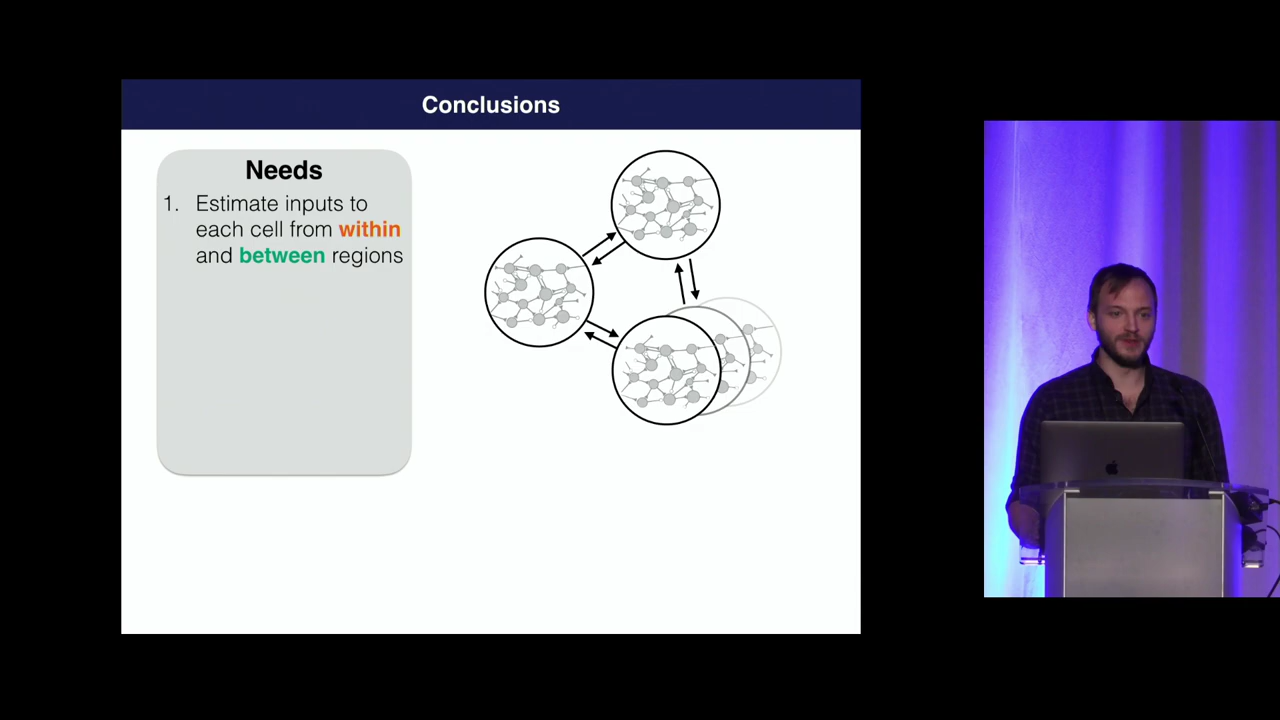 Conclusions
Needs
1. Estimate inputs to
each cell from within
and between regions